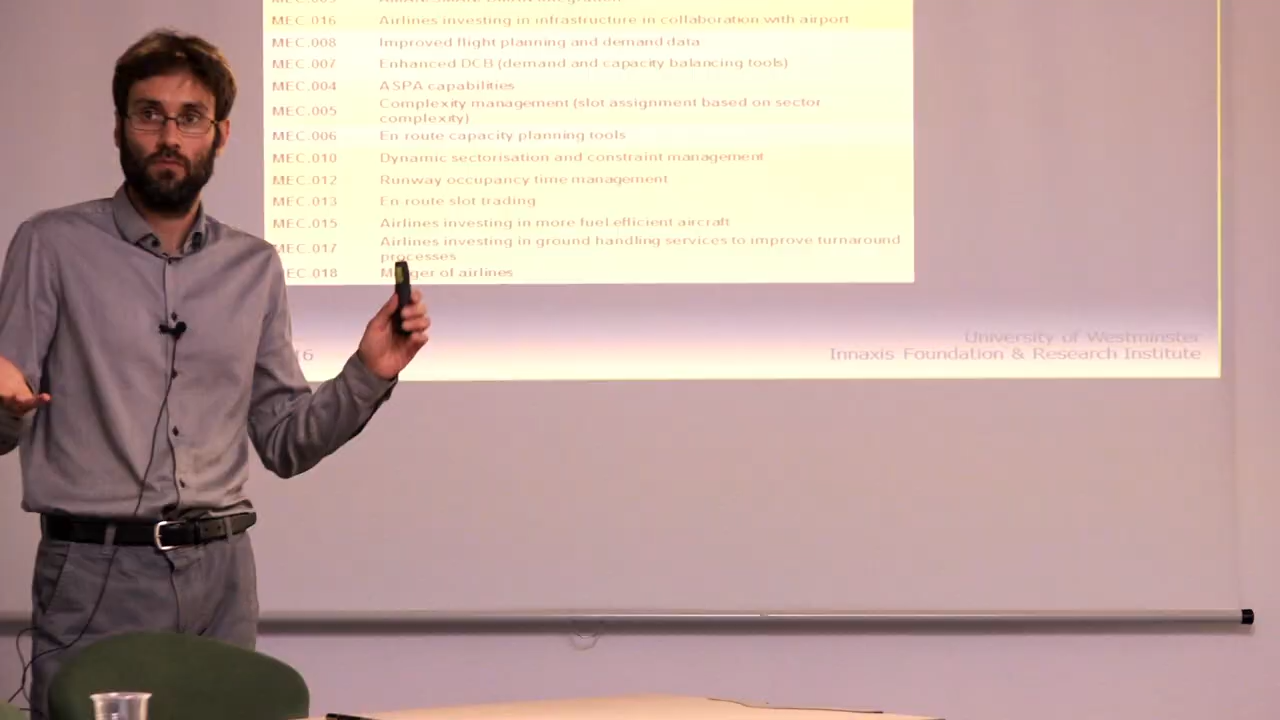 MEC.016 Airlines investing in infrastructure in collaboration with airport
MEC.008 Improved flight planning and demand data
MEC.007 Enhanced DCB (demand and capacity balancing tools)
MEC.004 ASPA capabilities
MEC.005 Complexity management (slot assignment based on sector
complexity)
MEC.006 En route capacity planning tools
MEC.010 Dynamic sectorisation and constraint management
MEC.012 Runway occupancy time management
MEC.013 En route slot trading
MEC.015 Airlines investing in more fuel efficient aircraft
MEC.017 Airlines investing in ground handling services to improve turnaround
processes
EC.018 of airlines
University of Westminster
Innaxis Foundation & Research Institute